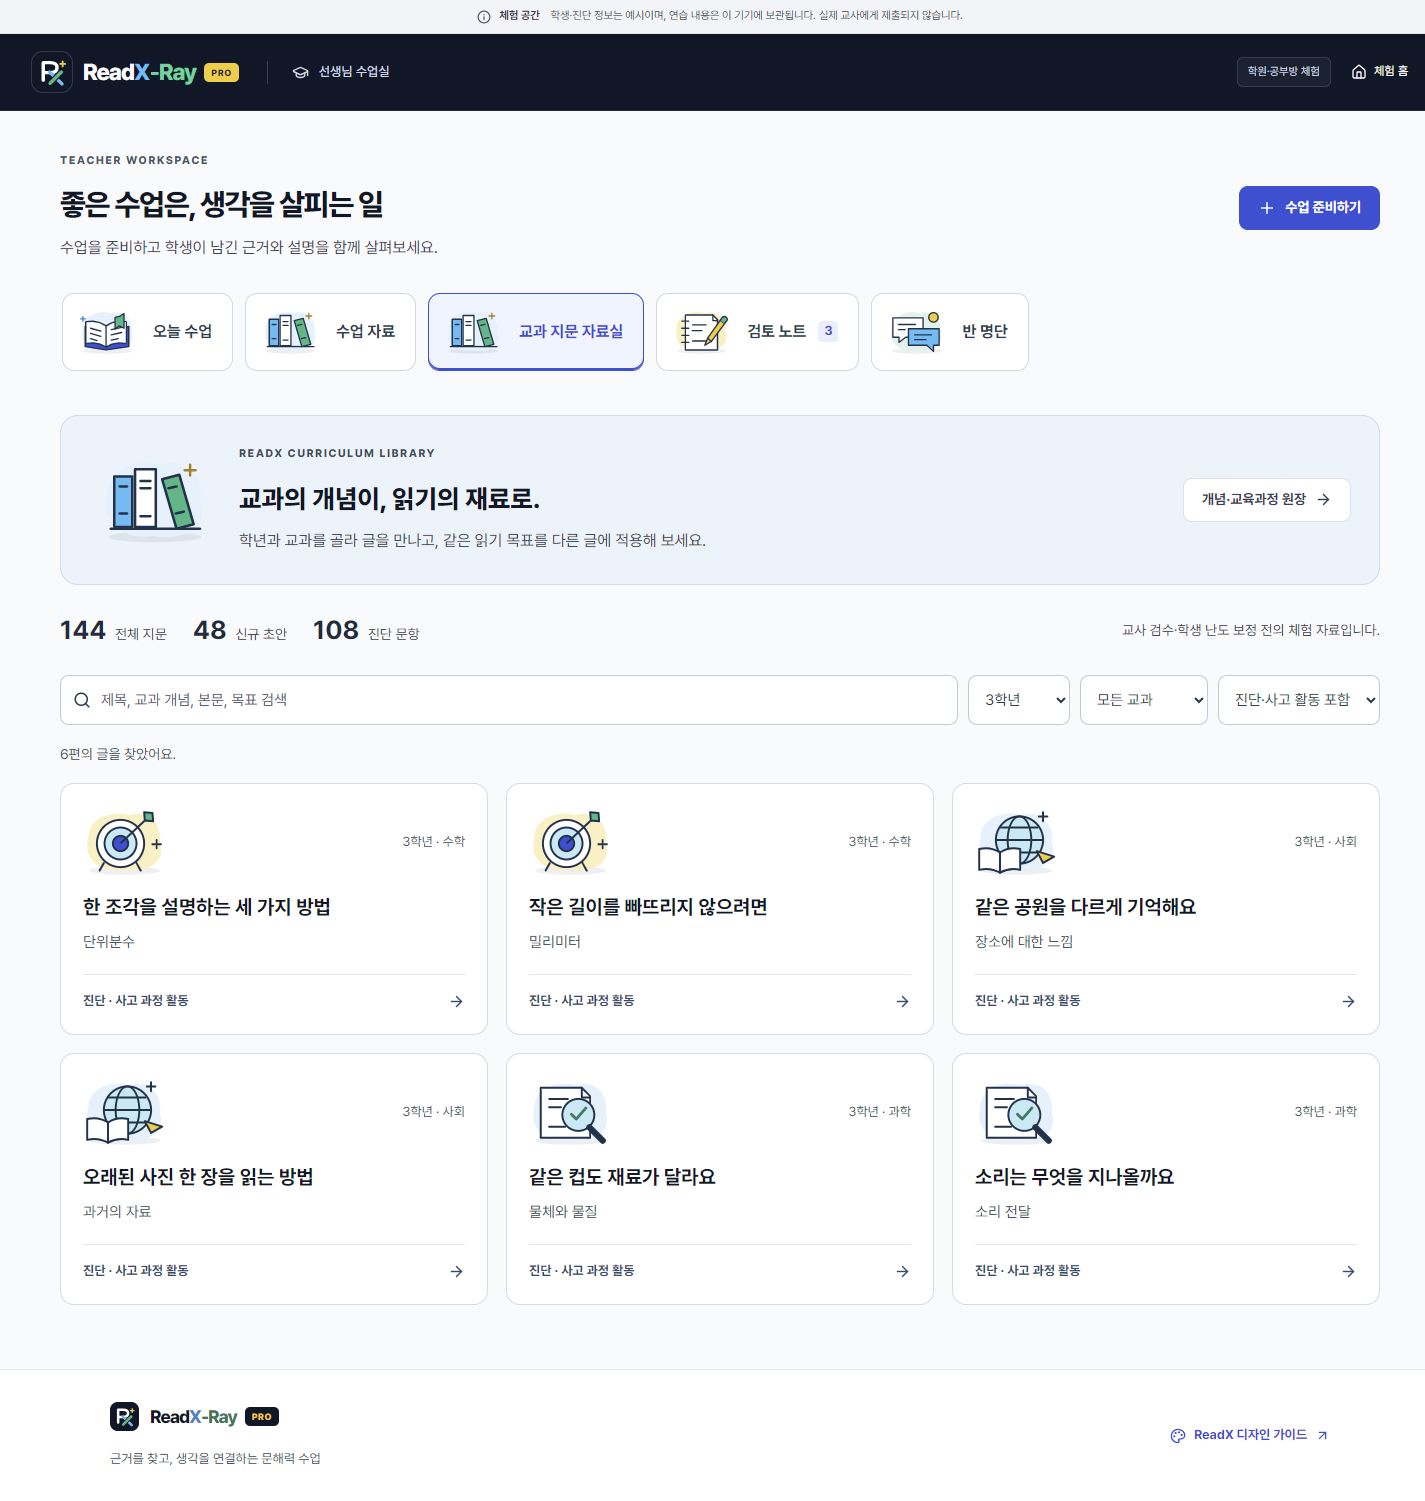 체험 공간 학생·진단 정보는 예시이며, 연습 내용은 이 기기에 보관됩니다. 실제 교사에게 제출되지 않습니다.
ReadX-Ray PRO 선생님 수업실 학원·공부방 체험 체험 홈
TEACHER WORKSPACE
좋은 수업은, 생각을 살피는 일
수업 준비하기
수업을 준비하고 학생이 남긴 근거와 설명을 함께 살펴보세요.
오늘 수업 수업 자료 교과 지문 자료실 검토 노트 3 반 명단
READX CURRICULUM LIBRARY
교과의 개념이, 읽기의 재료로.
개념·교육과정 원장
학년과 교과를 골라 글을 만나고, 같은 읽기 목표를 다른 글에 적용해 보세요.
144 전체 지문 48 신규 초안 108 진단 문항 교사 검수·학생 난도 보정 전의 체험 자료입니다.
제목, 교과 개념, 본문, 목표 검색 3학년 모든 교과 진단·사고 활동 포함
6편의 글을 찾았어요.
3학년 · 수학
한 조각을 설명하는 세 가지 방법
단위분수
진단 · 사고 과정 활동
3학년 · 수학
작은 길이를 빠뜨리지 않으려면
밀리미터
진단 · 사고 과정 활동
3학년 · 사회
같은 공원을 다르게 기억해요
장소에 대한 느낌
진단 · 사고 과정 활동
3학년 · 사회
오래된 사진 한 장을 읽는 방법
과거의 자료
진단 · 사고 과정 활동
3학년 · 과학
같은 컵도 재료가 달라요
물체와 물질
진단 · 사고 과정 활동
3학년 · 과학
소리는 무엇을 지나올까요
소리 전달
진단 · 사고 과정 활동
ReadX-Ray PRO
ReadX 디자인 가이드
근거를 찾고, 생각을 연결하는 문해력 수업